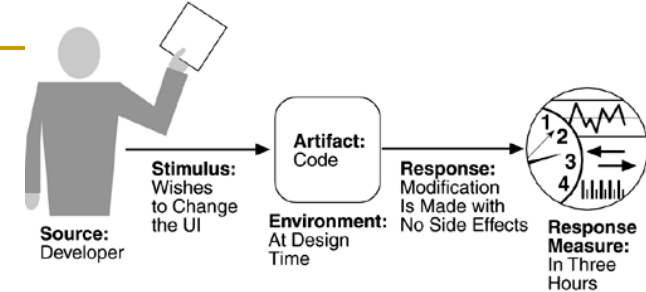 Source:
Developer
Stimulus:
Wishes
to Change
the UI
Artifact:
Code
Environment:
At Design
Time
Response:
Modification
Is Made with
No Side Effects
1
2
3
4
Response
Measure:
In Three
Hours